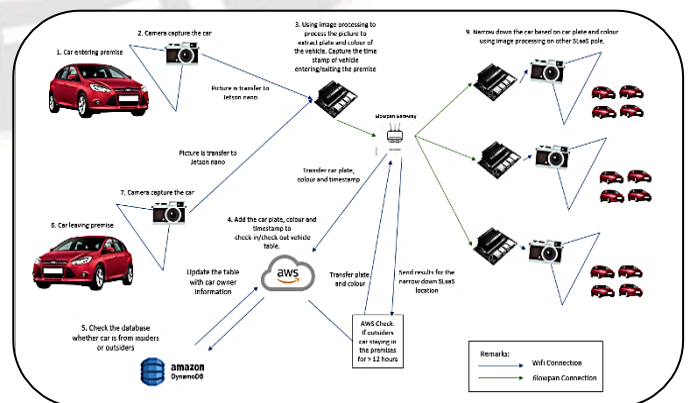 1. Car entering premise
2. Camera capture the car
3. Using image processing to
process the picture to
extract plate and colour of
the vehicle. Capture the time
stamp of vehicle
entering/exiting the premise
9. Narrow down the car based on car plate and colour
using image processing on other SLaaS pole.
Picture is transfer to
Jetson nano
Glowpan Gateway
Picture is transfer to
Jetson nano
7. Camera capture the car
Transfer car plate,
colour and timestamp
6. Car leaving premise
4. Add the car plate, colour and
timestamp to
check-in/check-out vehicle
table.
aws
Update the table
with car owner
information
Transfer plate
and colour
Send results for the
narrow down SLaaS
location
5. Check the database
whether car is from insiders
or outsiders
amazon
DynamoDB
AWS Check:
If outsiders
car staying in
the premises
for > 12 hours
Remarks:
Wifi Connection
Glowpan Connection